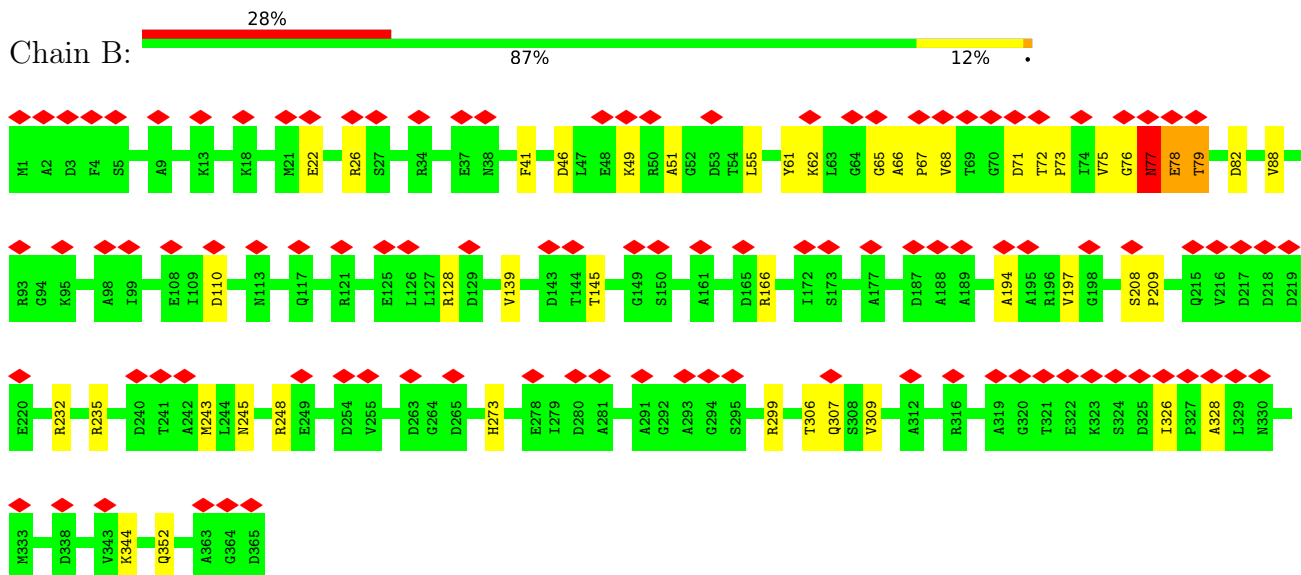 28%
Chain B:
87% 12% •
M1 A2 D3 F4 S5 A9 K13 K18 M21 E22 R26 S27 R34 E37 N38 F41 D46 L47 E48 K49 R50 A51 G52 D53 T54 L55 Y61 K62 L63 G64 G65 A66 P67 V68 T69 G70 D71 T72 P73 I74 V75 G76 N77 E78 T79 D82 V88
R93 G94 K95 A98 I99 E108 I109 D110 N113 Q117 R121 E125 L126 L127 R128 D129 V139 D143 T144 T145 G149 S150 A161 D165 R166 I172 S173 A177 D187 A188 A189 A194 A195 R196 V197 G198 S208 P209 Q215 V216 D217 D218 D219
E220 R232 R235 D240 T241 A242 M243 L244 N245 R248 E249 D254 V255 D263 G264 D265 H273 E278 I279 D280 A281 A291 G292 A293 G294 S295 R299 T306 Q307 S308 V309 A312 R316 A319 G320 T321 E322 K323 S324 D325 I326 P327 A328 L329 N330
M333 D338 V343 K344 Q352 A363 G364 D365